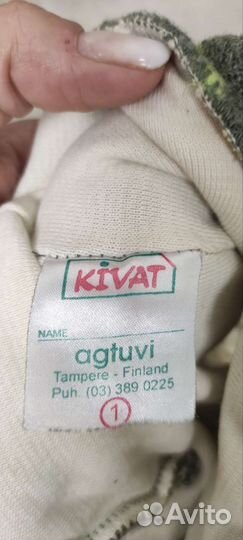 KiVAT
NAME
agtuvi
Tampere - Finland
Puh. (03) 389 0225
1
Avito